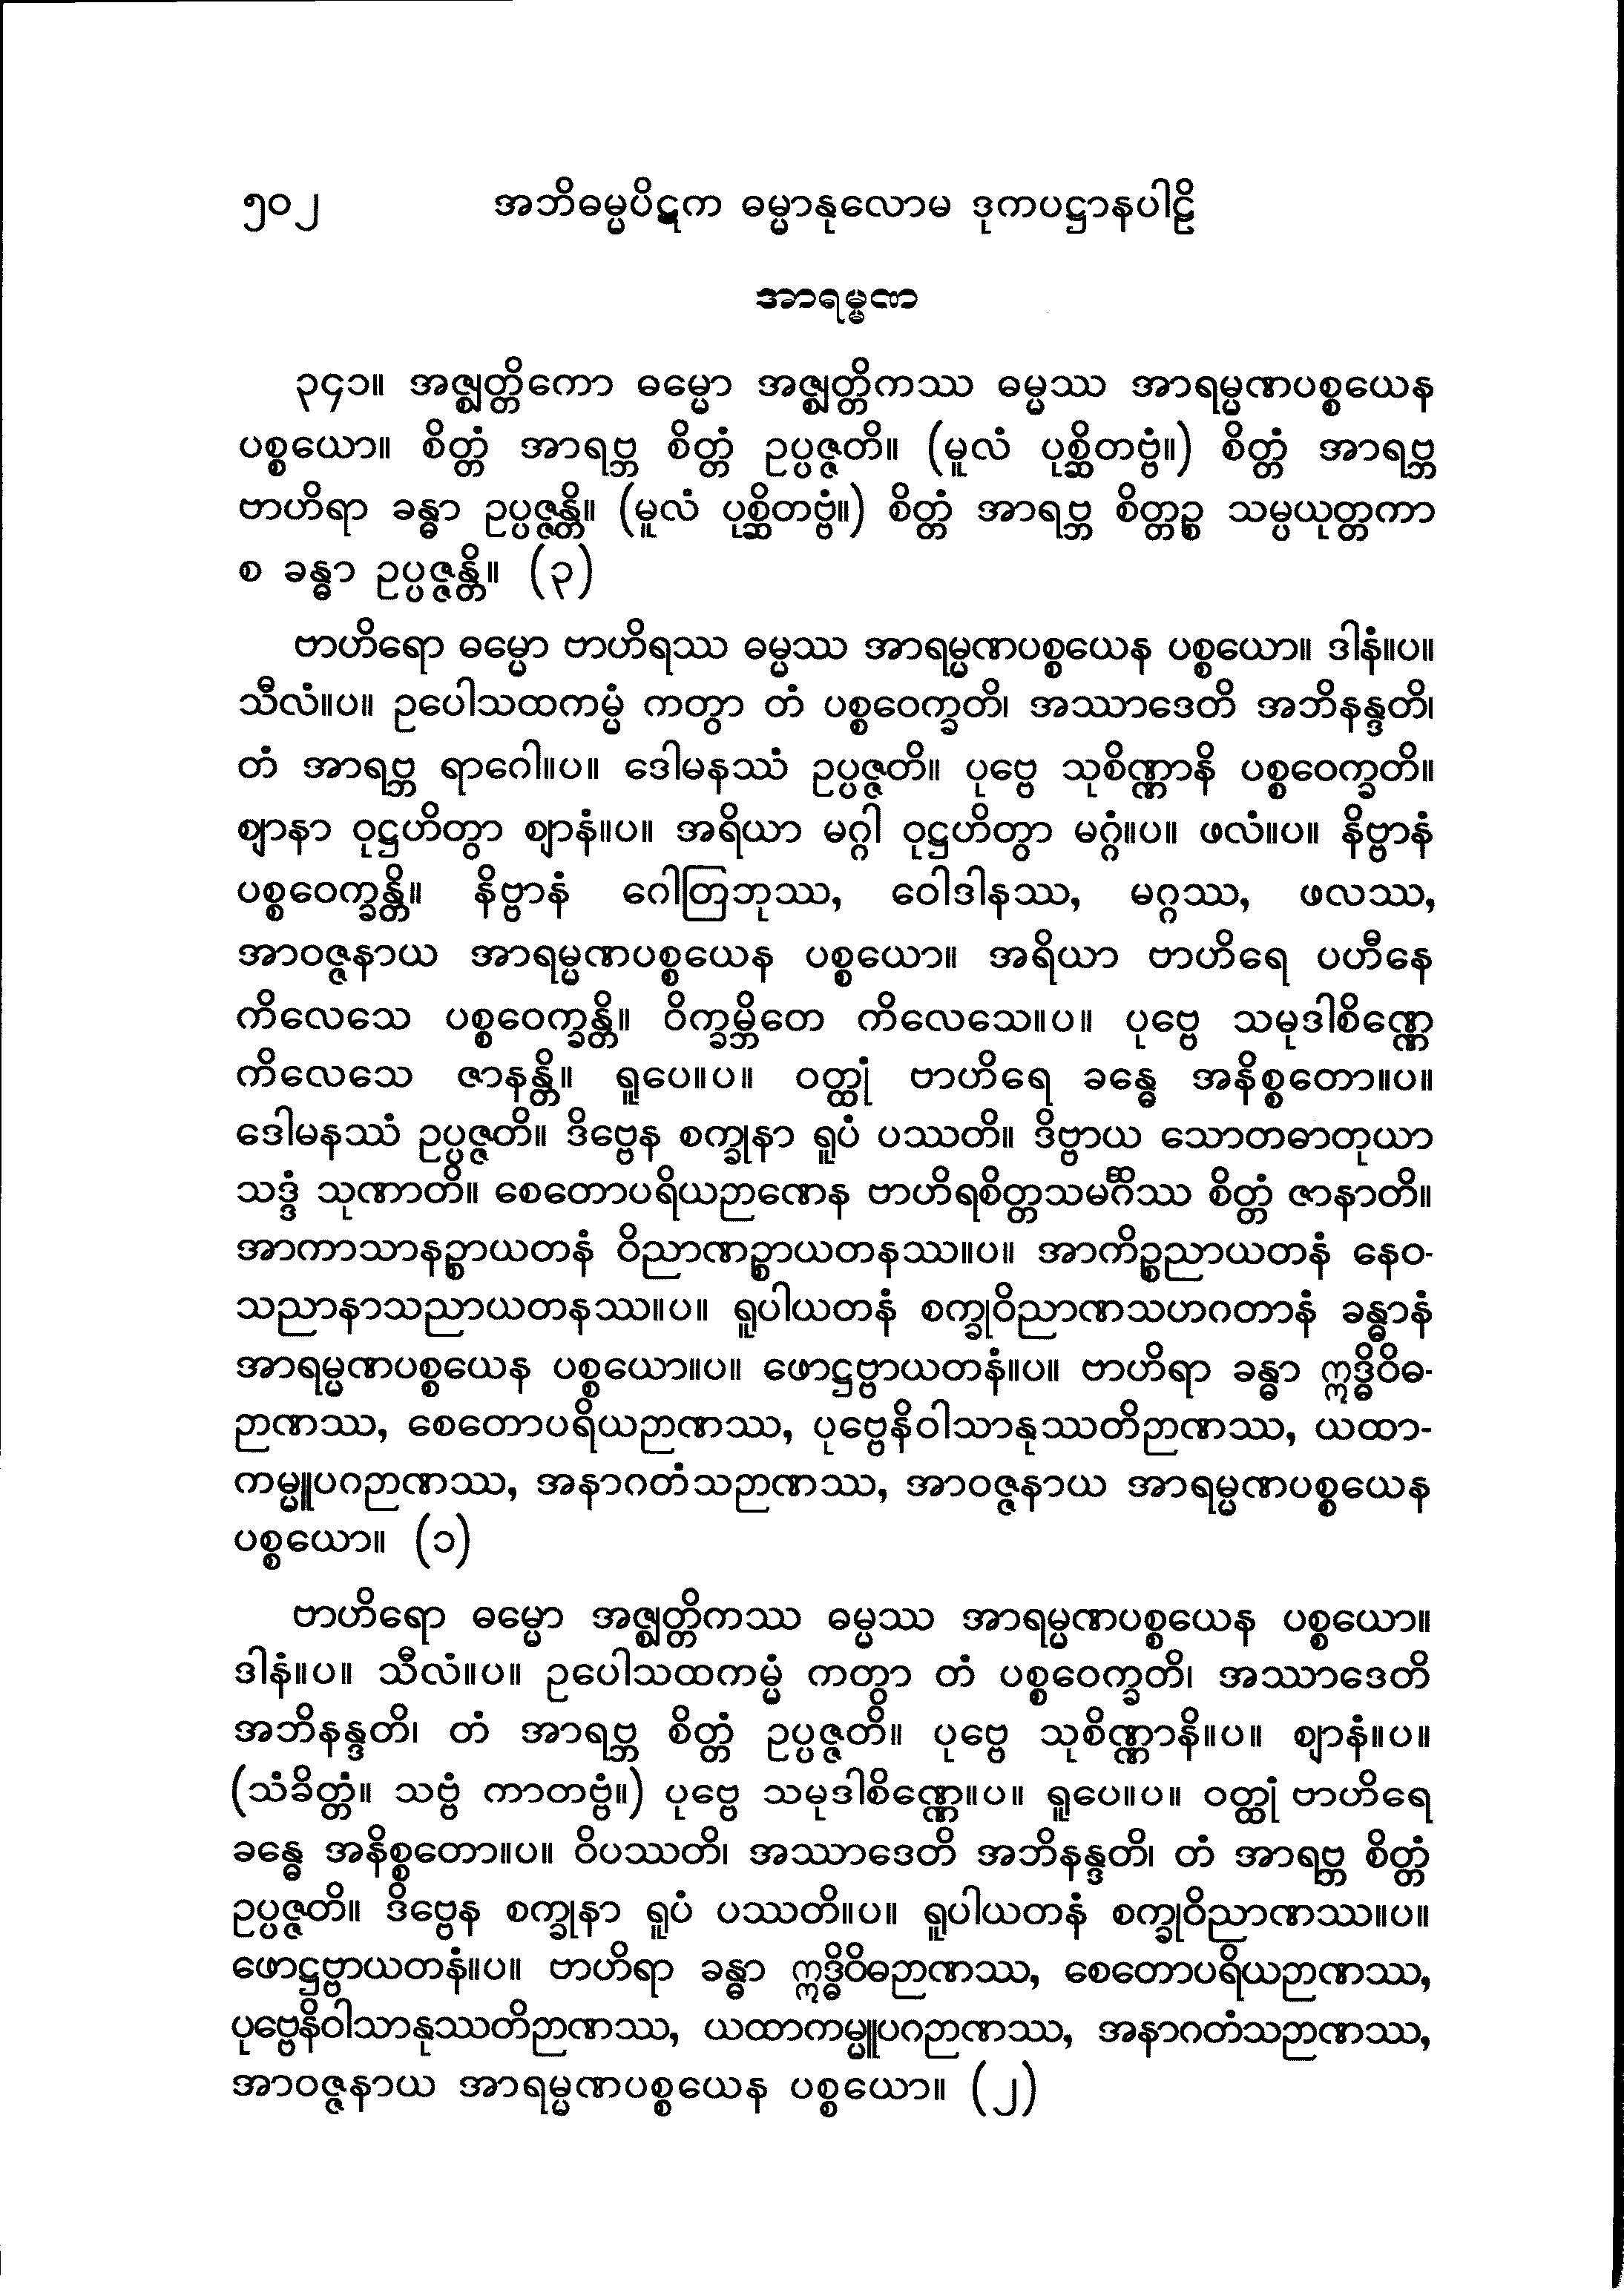 ၅၀၂ အဘိဓမ္မပိဋက ဓမ္မာနုလောမ ဒုကပဋ္ဌာနပါဠိ
အာရမ္မဏ
၃၄၁။ အဇ္ဈတ္တိကော ဓမ္မော အဇ္ဈတ္တိကဿ ဓမ္မဿ အာရမ္မဏပစ္စယေန
ပစ္စယော။ စိတ္တံ အာရဗ္ဘ စိတ္တံ ဥပ္ပဇ္ဇတိ။ (မူလံ ပုစ္ဆိတဗ္ဗံ။) စိတ္တံ အာရဗ္ဘ
ဗာဟိရာ ခန္ဓာ ဥပ္ပဇ္ဇန္တိ။ (မူလံ ပုစ္ဆိတဗ္ဗံ။) စိတ္တံ အာရဗ္ဘ စိတ္တဉ္စ သမ္ပယုတ္တကာ
စ ခန္ဓာ ဥပ္ပဇ္ဇန္တိ။ (၃)
ဗာဟိရော ဓမ္မော ဗာဟိရဿ ဓမ္မဿ အာရမ္မဏပစ္စယေန ပစ္စယော။ ဒါနံ။ပ။
သီလံ။ပ။ ဥပေါသထကမ္မံ ကတွာ တံ ပစ္စဝေက္ခတိ၊ အဿာဒေတိ အဘိနန္ဒတိ၊
တံ အာရဗ္ဘ ရာဂေါ။ပ။ ဒေါမနဿံ ဥပ္ပဇ္ဇတိ။ ပုဗ္ဗေ သုစိဏ္ဏာနိ ပစ္စဝေက္ခတိ။
ဈာနာ ဝုဋ္ဌဟိတွာ ဈာနံ။ပ။ အရိယာ မဂ္ဂါ ဝုဋ္ဌဟိတွာ မဂ္ဂံ။ပ။ ဖလံ။ပ။ နိဗ္ဗာနံ
ပစ္စဝေက္ခန္တိ။ နိဗ္ဗာနံ ဂေါတြဘုဿ, ဝေါဒါနဿ, မဂ္ဂဿ, ဖလဿ,
အာဝဇ္ဇနာယ အာရမ္မဏပစ္စယေန ပစ္စယော။ အရိယာ ဗာဟိရေ ပဟီနေ
ကိလေသေ ပစ္စဝေက္ခန္တိ။ ဝိက္ခမ္ဘိတေ ကိလေသေ။ပ။ ပုဗ္ဗေ သမုဒါစိဏ္ဏေ
ကိလေသေ ဇာနန္တိ။ ရူပေ။ပ။ ဝတ္ထုံ ဗာဟိရေ ခန္ဓေ အနိစ္စတော။ပ။
ဒေါမနဿံ ဥပ္ပဇ္ဇတိ။ ဒိဗ္ဗေန စက္ခုနာ ရူပံ ပဿတိ။ ဒိဗ္ဗာယ သောတဓာတုယာ
သဒ္ဒံ သုဏာတိ။ စေတောပရိယဉာဏေန ဗာဟိရစိတ္တသမင်္ဂိဿ စိတ္တံ ဇာနာတိ။
အာကာသာနဉ္စာယတနံ ဝိညာဏဉ္စာယတနဿ။ပ။ အာကိဉ္စညာယတနံ နေဝ-
သညာနာသညာယတနဿ။ပ။ ရူပါယတနံ စက္ခုဝိညာဏသဟဂတာနံ ခန္ဓာနံ
အာရမ္မဏပစ္စယေန ပစ္စယော။ပ။ ဖောဋ္ဌဗ္ဗာယတနံ။ပ။ ဗာဟိရာ ခန္ဓာ ဣဒ္ဓိဝိဓ-
ဉာဏဿ, စေတောပရိယဉာဏဿ, ပုဗ္ဗေနိဝါသာနုဿတိဉာဏဿ, ယထာ-
ကမ္မူပဂဉာဏဿ, အနာဂတံသဉာဏဿ, အာဝဇ္ဇနာယ အာရမ္မဏပစ္စယေန
ပစ္စယော။ (၁)
ဗာဟိရော ဓမ္မော အဇ္ဈတ္တိကဿ ဓမ္မဿ အာရမ္မဏပစ္စယေန ပစ္စယော။
ဒါနံ။ပ။ သီလံ။ပ။ ဥပေါသထကမ္မံ ကတွာ တံ ပစ္စဝေက္ခတိ၊ အဿာဒေတိ
အဘိနန္ဒတိ၊ တံ အာရဗ္ဘ စိတ္တံ ဥပ္ပဇ္ဇတိ။ ပုဗ္ဗေ သုစိဏ္ဏာနိ။ပ။ ဈာနံ။ပ။
(သံခိတ္တံ။ သဗ္ဗံ ကာတဗ္ဗံ။) ပုဗ္ဗေ သမုဒါစိဏ္ဏေ။ပ။ ရူပေ။ပ။ ဝတ္ထုံ ဗာဟိရေ
ခန္ဓေ အနိစ္စတော။ပ။ ဝိပဿတိ၊ အဿာဒေတိ အဘိနန္ဒတိ၊ တံ အာရဗ္ဘ စိတ္တံ
ဥပ္ပဇ္ဇတိ။ ဒိဗ္ဗေန စက္ခုနာ ရူပံ ပဿတိ။ပ။ ရူပါယတနံ စက္ခုဝိညာဏဿ။ပ။
ဖောဋ္ဌဗ္ဗာယတနံ။ပ။ ဗာဟိရာ ခန္ဓာ ဣဒ္ဓိဝိဓဉာဏဿ, စေတောပရိယဉာဏဿ,
ပုဗ္ဗေနိဝါသာနုဿတိဉာဏဿ, ယထာကမ္မူပဂဉာဏဿ, အနာဂတံသဉာဏဿ,
အာဝဇ္ဇနာယ အာရမ္မဏပစ္စယေန ပစ္စယော။ (၂)